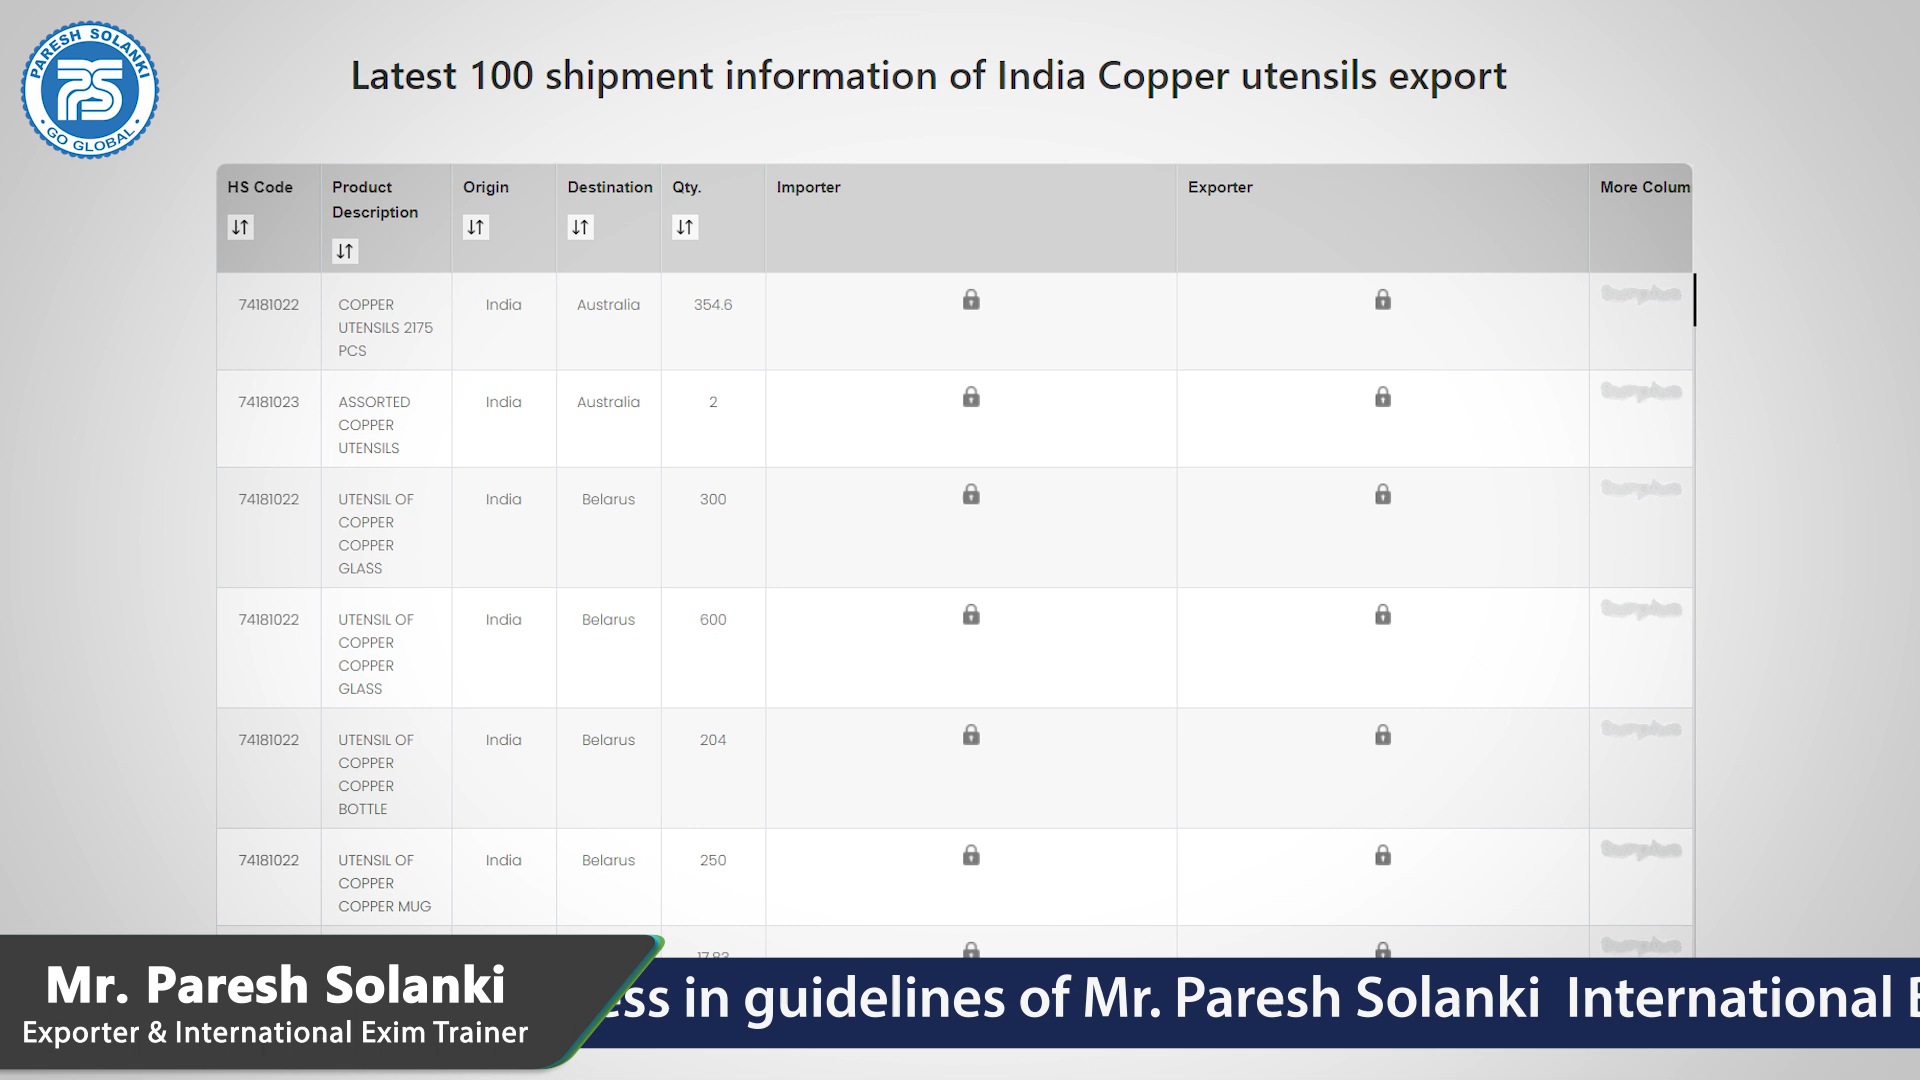 PARESH SOLANKI
PS
• GO GLOBAL •
Latest 100 shipment information of India Copper utensils export
HS Code
Product
Description
Origin
Destination
Qty.
Importer
Exporter
More Colum
74181022
COPPER
UTENSILS 2175
PCS
India
Australia
354.6
74181023
ASSORTED
COPPER
UTENSILS
India
Australia
2
74181022
UTENSIL OF
COPPER
COPPER
GLASS
India
Belarus
300
74181022
UTENSIL OF
COPPER
COPPER
GLASS
India
Belarus
600
74181022
UTENSIL OF
COPPER
COPPER
BOTTLE
India
Belarus
204
74181022
UTENSIL OF
COPPER
COPPER MUG
India
Belarus
250
17.83
Mr. Paresh Solanki
Exporter & International Exim Trainer
ess in guidelines of Mr. Paresh Solanki International E